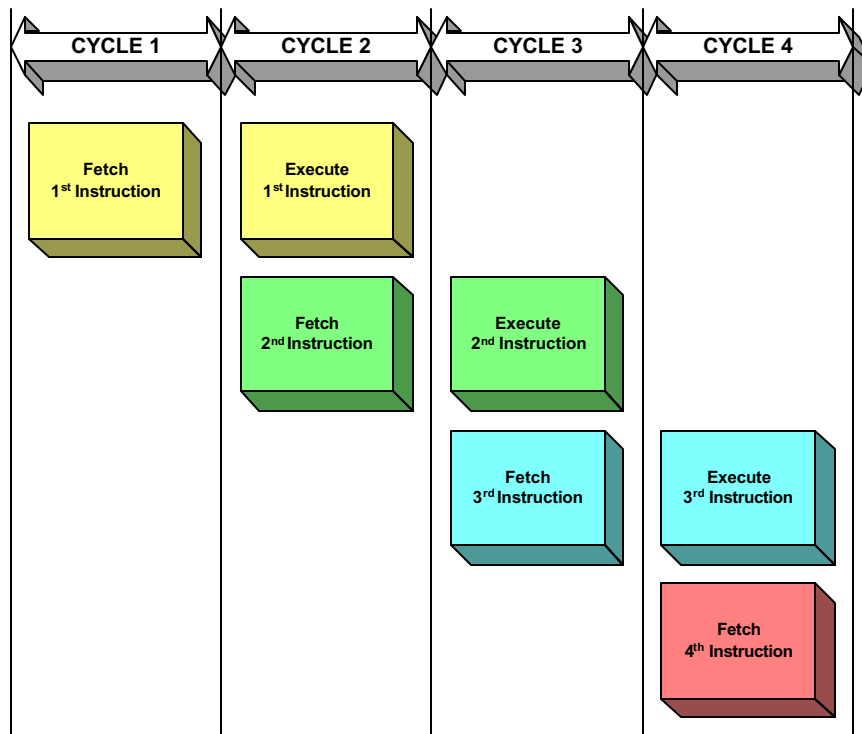 CYCLE 1
CYCLE 2
CYCLE 3
CYCLE 4
Fetch
1st Instruction
Execute
1st Instruction
Fetch
2nd Instruction
Execute
2nd Instruction
Fetch
3rd Instruction
Execute
3rd Instruction
Fetch
4th Instruction